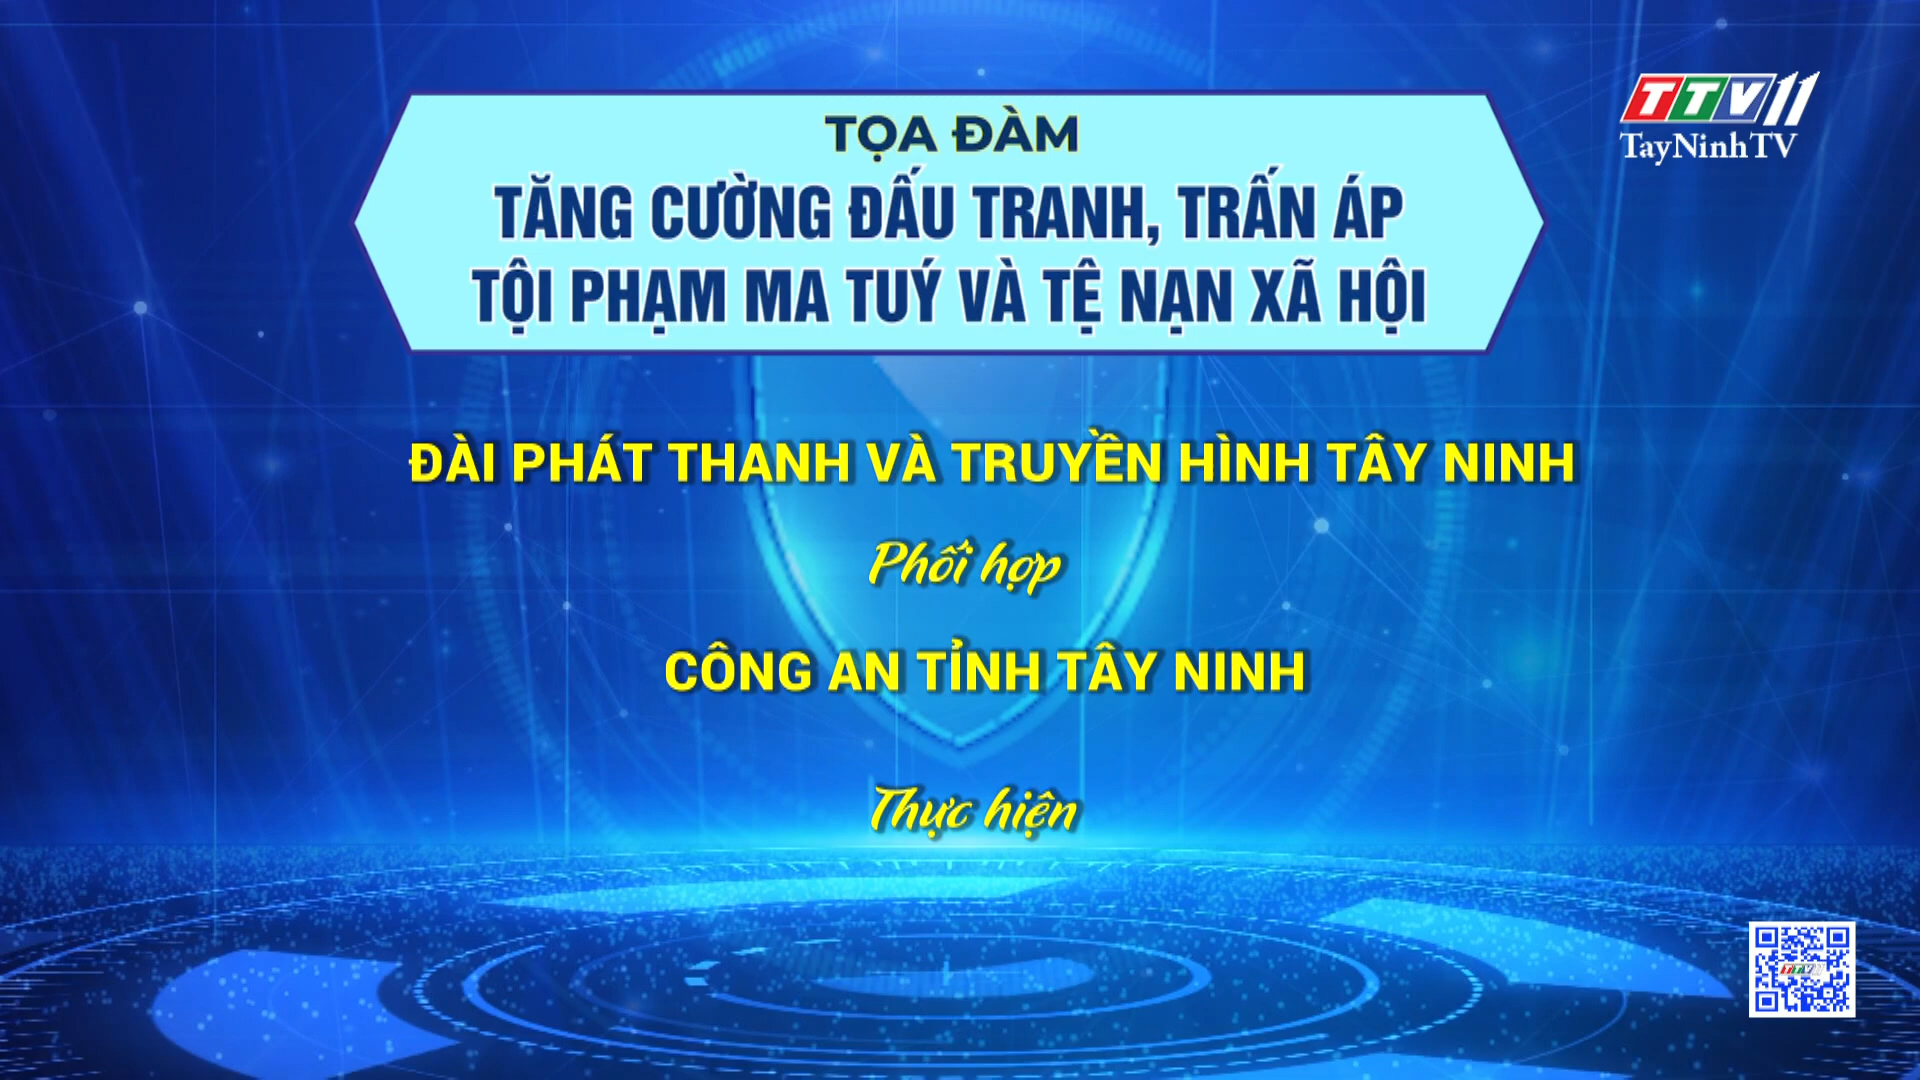 TỌA ĐÀM
TTV11
TayNinhTV
TĂNG CƯỜNG ĐẤU TRANH, TRẤN ÁP
TỘI PHẠM MA TUÝ VÀ TỆ NẠN XÃ HỘI
ĐÀI PHÁT THANH VÀ TRUYỀN HÌNH TÂY NINH
Phối hợp
CÔNG AN TỈNH TÂY NINH
Thực hiện
TTV11